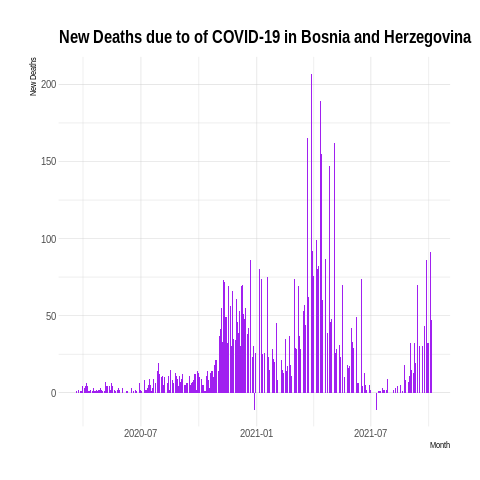 New Deaths due to of COVID-19 in Bosnia and Herzegovina
New Deaths
200
150
100
50
0
2020-07 2021-01 2021-07
Month